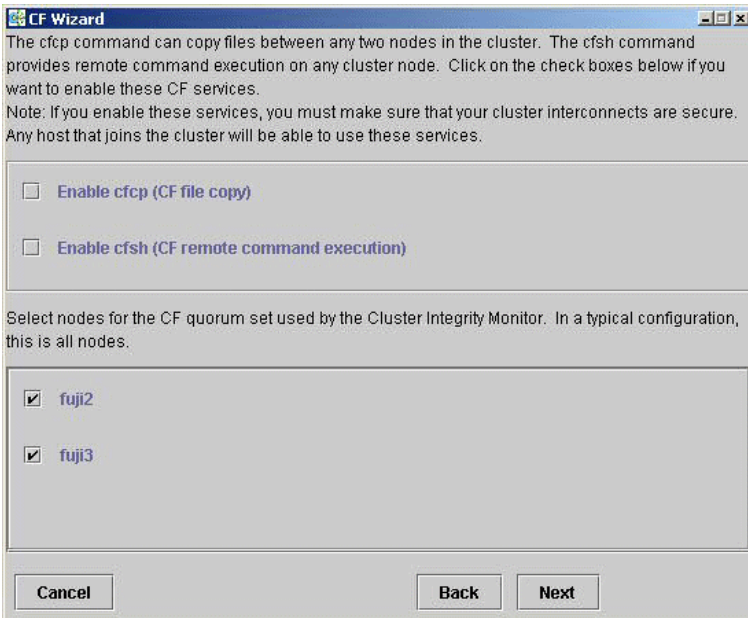 CF Wizard
The cfcp command can copy files between any two nodes in the cluster. The cfsh command
provides remote command execution on any cluster node. Click on the check boxes below if you
want to enable these CF services.
Note: If you enable these services, you must make sure that your cluster interconnects are secure.
Any host that joins the cluster will be able to use these services.
Enable cfcp (CF file copy)
Enable cfsh (CF remote command execution)
Select nodes for the CF quorum set used by the Cluster Integrity Monitor. In a typical configuration,
this is all nodes.
fuji2
fuji3
Cancel Back Next